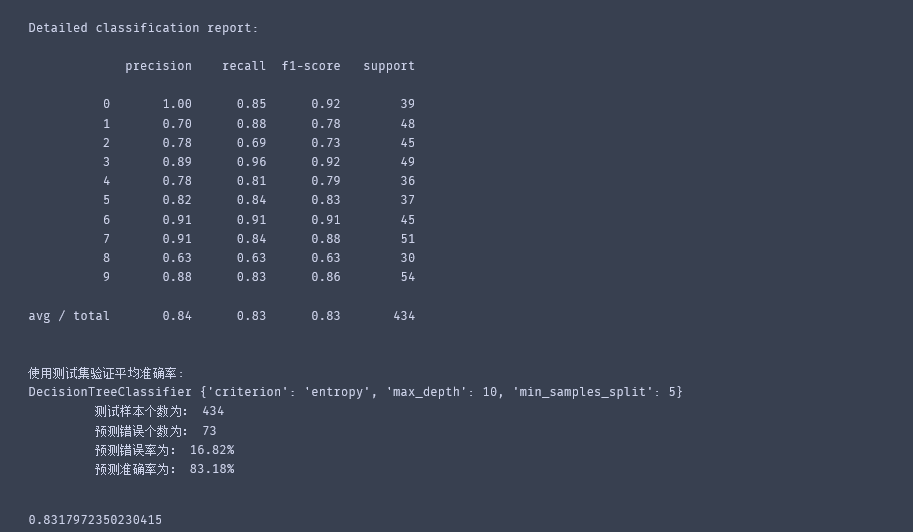 Detailed classification report:
precision recall f1-score support
0 1.00 0.85 0.92 39
1 0.70 0.88 0.78 48
2 0.78 0.69 0.73 45
3 0.89 0.96 0.92 49
4 0.78 0.81 0.79 36
5 0.82 0.84 0.83 37
6 0.91 0.91 0.91 45
7 0.91 0.84 0.88 51
8 0.63 0.63 0.63 30
9 0.88 0.83 0.86 54
avg / total 0.84 0.83 0.83 434
使用测试集验证平均准确率:
DecisionTreeClassifier {'criterion': 'entropy', 'max_depth': 10, 'min_samples_split': 5}
测试样本个数为: 434
预测错误个数为: 73
预测错误率为: 16.82%
预测准确率为: 83.18%
0.8317972350230415